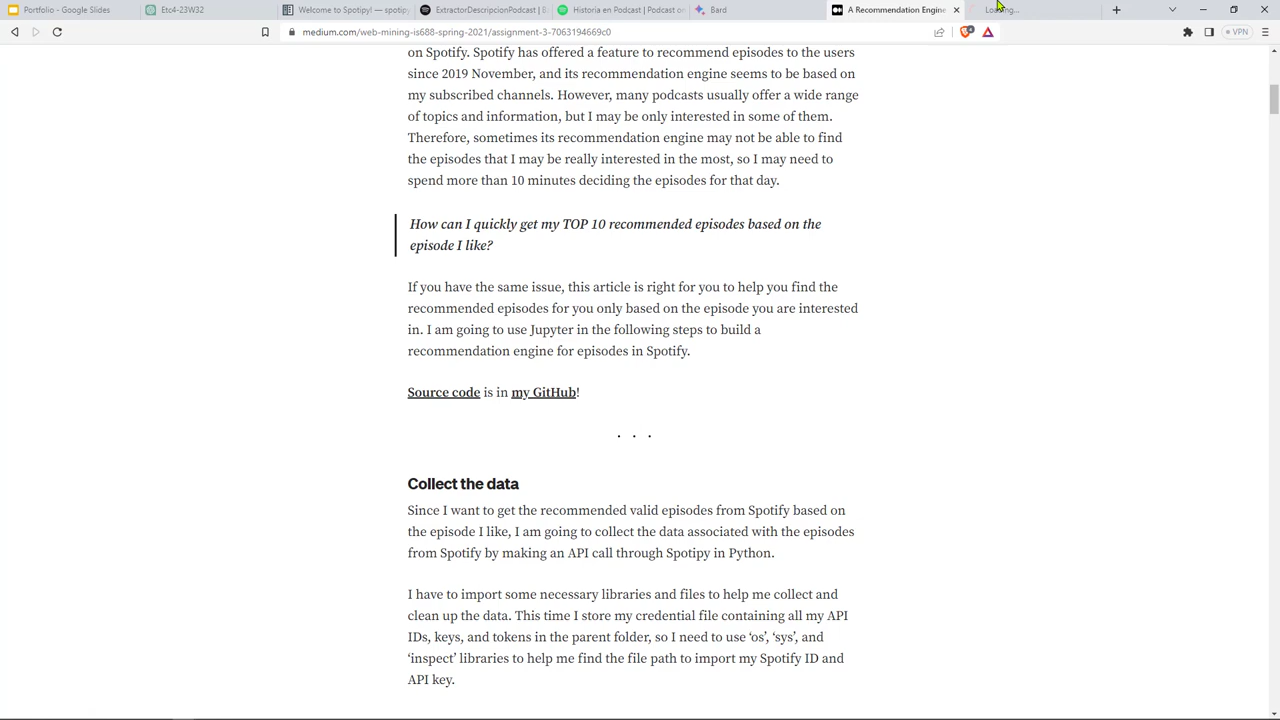 Portfolio - Google Slides
Etc4-23W32
Welcome to Spotipy! — spotipy
ExtractorDescripcionPodcast |
Historia en Podcast | Podcast on
Bard
A Recommendation Engine
Loading...
VPN
medium.com/web-mining-is688-spring-2021/assignment-3-7063194669c0
on Spotify. Spotify has offered a feature to recommend episodes to the users
since 2019 November, and its recommendation engine seems to be based on
my subscribed channels. However, many podcasts usually offer a wide range
of topics and information, but I may be only interested in some of them.
Therefore, sometimes its recommendation engine may not be able to find
the episodes that I may be really interested in the most, so I may need to
spend more than 10 minutes deciding the episodes for that day.
How can I quickly get my TOP 10 recommended episodes based on the
episode I like?
If you have the same issue, this article is right for you to help you find the
recommended episodes for you only based on the episode you are interested
in. I am going to use Jupyter in the following steps to build a
recommendation engine for episodes in Spotify.
Source code is in my GitHub!
. . .
Collect the data
Since I want to get the recommended valid episodes from Spotify based on
the episode I like, I am going to collect the data associated with the episodes
from Spotify by making an API call through Spotipy in Python.
I have to import some necessary libraries and files to help me collect and
clean up the data. This time I store my credential file containing all my API
IDs, keys, and tokens in the parent folder, so I need to use ‘os’, ‘sys’, and
‘inspect’ libraries to help me find the file path to import my Spotify ID and
API key.